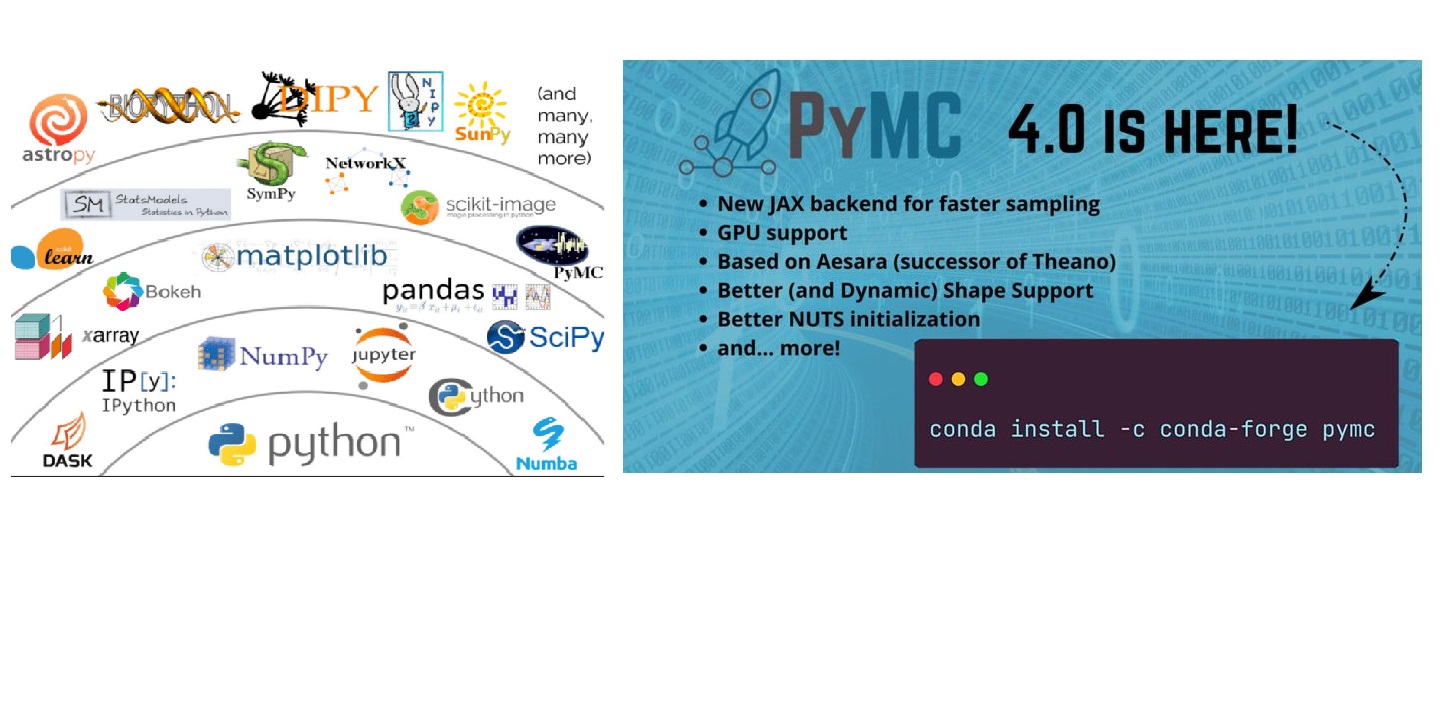 astropy
BIOPYTHON
DIPY
NIPY
SunPy
(and
many,
many
more)
SymPy
NetworkX
SM StatsModels
Statistics in Python
scikit-image
image processing in python
scikit
learn
matplotlib
PyMC
Bokeh
pandas
xarray
NumPy
jupyter
SciPy
IP[y]:
IPython
Cython
DASK
python™
Numba
PyMC 4.0 IS HERE!
• New JAX backend for faster sampling
• GPU support
• Based on Aesara (successor of Theano)
• Better (and Dynamic) Shape Support
• Better NUTS initialization
• and... more!
conda install -c conda-forge pymc